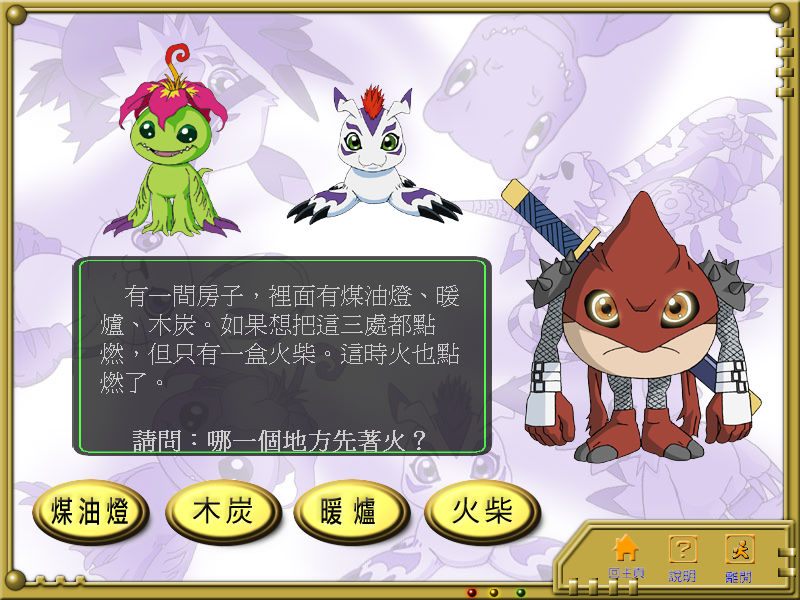 有一間房子，裡面有煤油燈、暖
爐、木炭。如果想把這三處都點
燃，但只有一盒火柴。這時火也點
燃了。
請問：哪一個地方先著火？
煤油燈
木炭
暖爐
火柴
回主頁
說明
離開